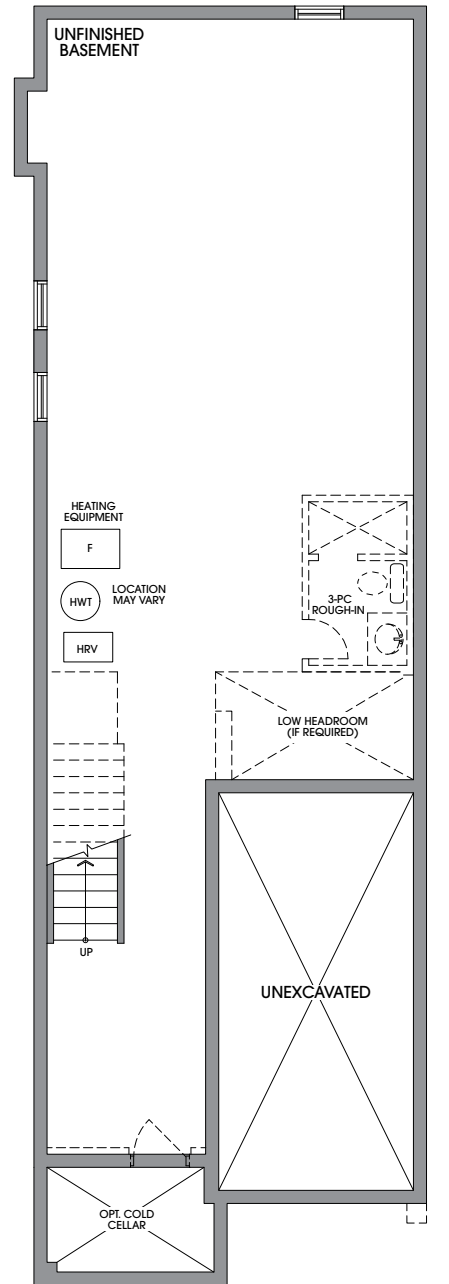 UNFINISHED
BASEMENT
HEATING
EQUIPMENT
F
HWT
LOCATION
MAY VARY
HRV
3-PC
ROUGH-IN
LOW HEADROOM
(IF REQUIRED)
UP
UNEXCAVATED
OPT. COLD
CELLAR